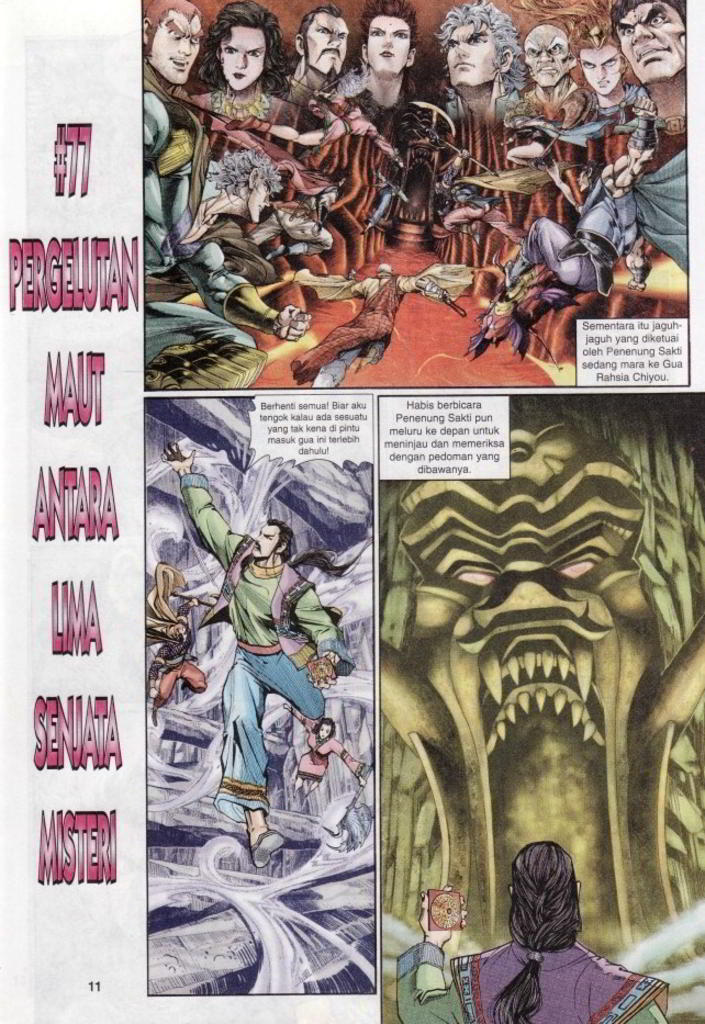 #77
PERGELUTAN
MAUT
ANTARA
LIMA
SENJATA
MISTERI
Sementara itu jaguh-
jaguh yang diketuai
oleh Penenung Sakti
sedang mara ke Gua
Rahsia Chiyou.
Berhenti semua! Biar aku
tengok kalau ada sesuatu
yang tak kena di pintu
masuk gua ini terlebih
dahulu!
Habis berbicara
Penenung Sakti pun
meluru ke depan untuk
meninjau dan memeriksa
dengan pedoman yang
dibawanya.
11